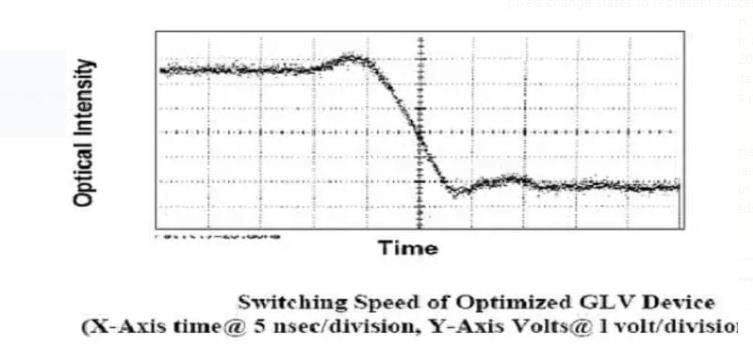 Optical Intensity
Time
Switching Speed of Optimized GLV Device
(X-Axis time@ 5 nsec/division, Y-Axis Volts@ 1 volt/divisio